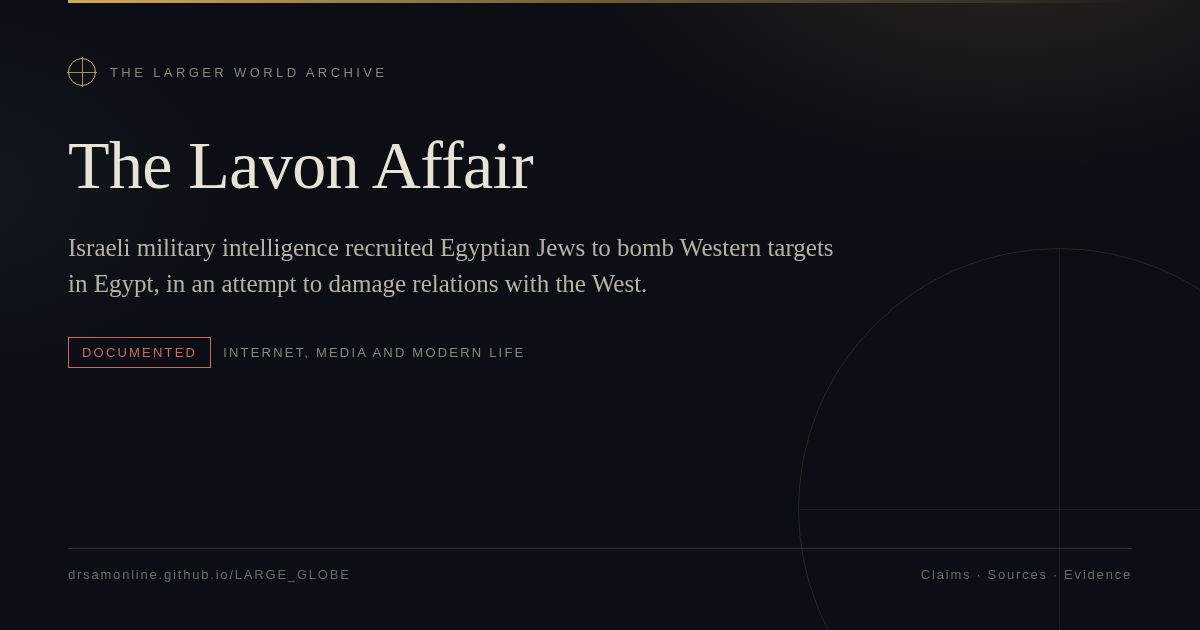 THE LARGER WORLD ARCHIVE
The Lavon Affair
Israeli military intelligence recruited Egyptian Jews to bomb Western targets
in Egypt, in an attempt to damage relations with the West.
DOCUMENTED INTERNET, MEDIA AND MODERN LIFE
drsamonline.github.io/LARGE_GLOBE Claims · Sources · Evidence